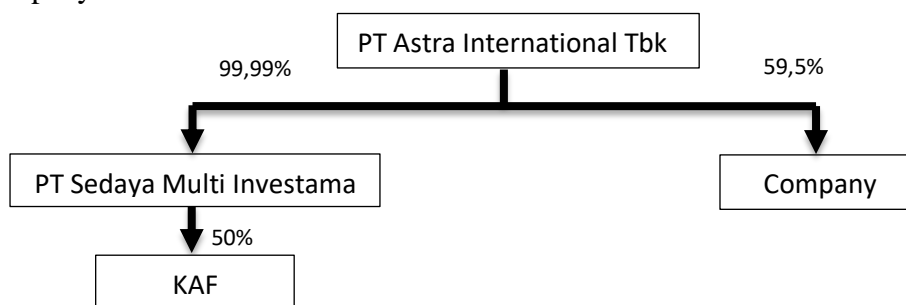 PT Astra International Tbk
99,99%
59,5%
PT Sedaya Multi Investama
Company
50%
KAF